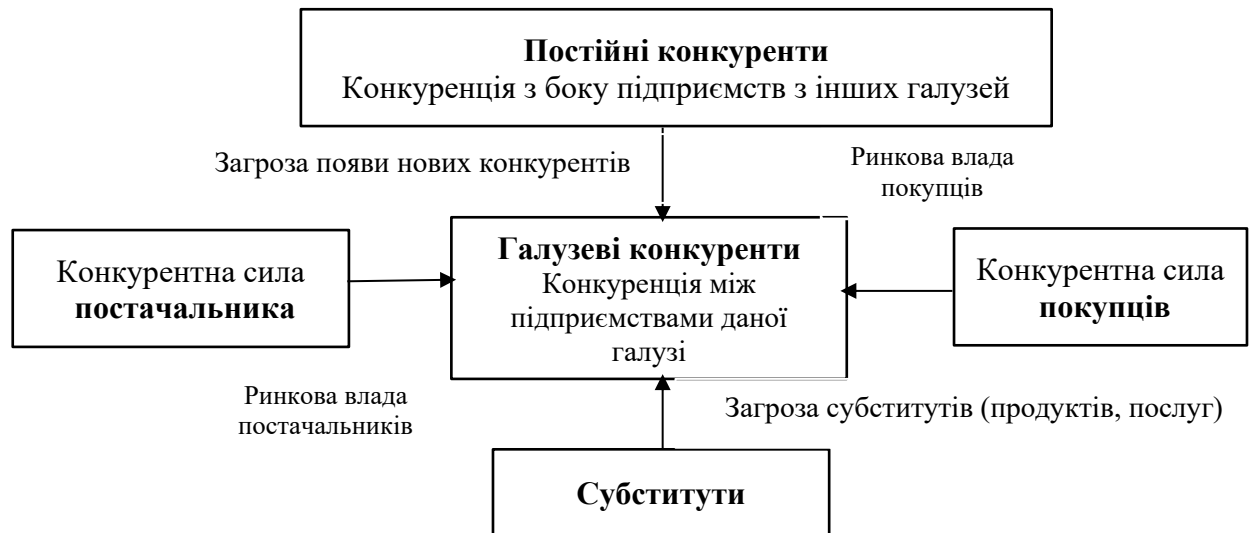 Постійні конкуренти
Конкуренція з боку підприємств з інших галузей
Загроза появи нових конкурентів
Ринкова влада
покупців
Конкурентна сила
постачальника
Галузеві конкуренти
Конкуренція між
підприємствами даної
галузі
Конкурентна сила
покупців
Ринкова влада
постачальників
Загроза субститутів (продуктів, послуг)
Субститути